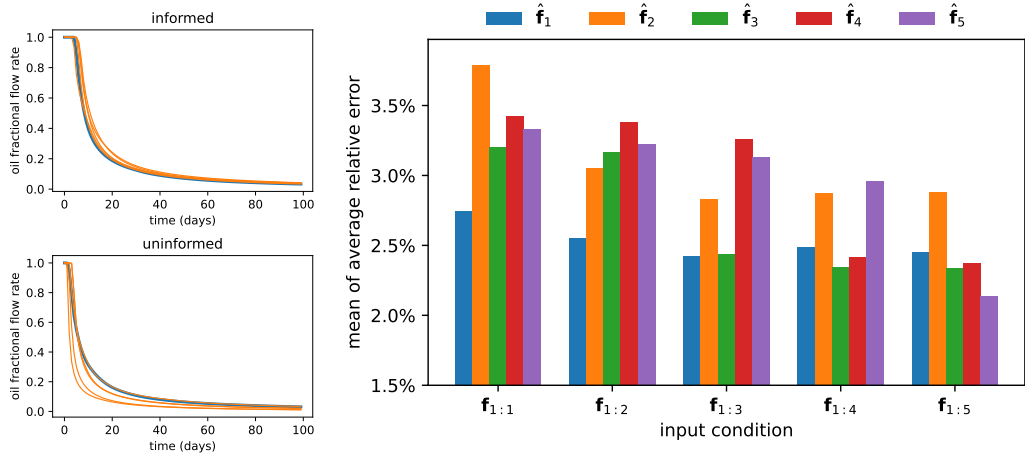 informed
1.0
0.8
0.6
0.4
0.2
0.0
oil fractional flow rate
0 20 40 60 80 100
time (days)
uninformed
1.0
0.8
0.6
0.4
0.2
0.0
oil fractional flow rate
0 20 40 60 80 100
time (days)
f̂₁ f̂₂ f̂₃ f̂₄ f̂₅
3.5%
3.0%
2.5%
2.0%
1.5%
mean of average relative error
f₁:₁ f₁:₂ f₁:₃ f₁:₄ f₁:₅
input condition